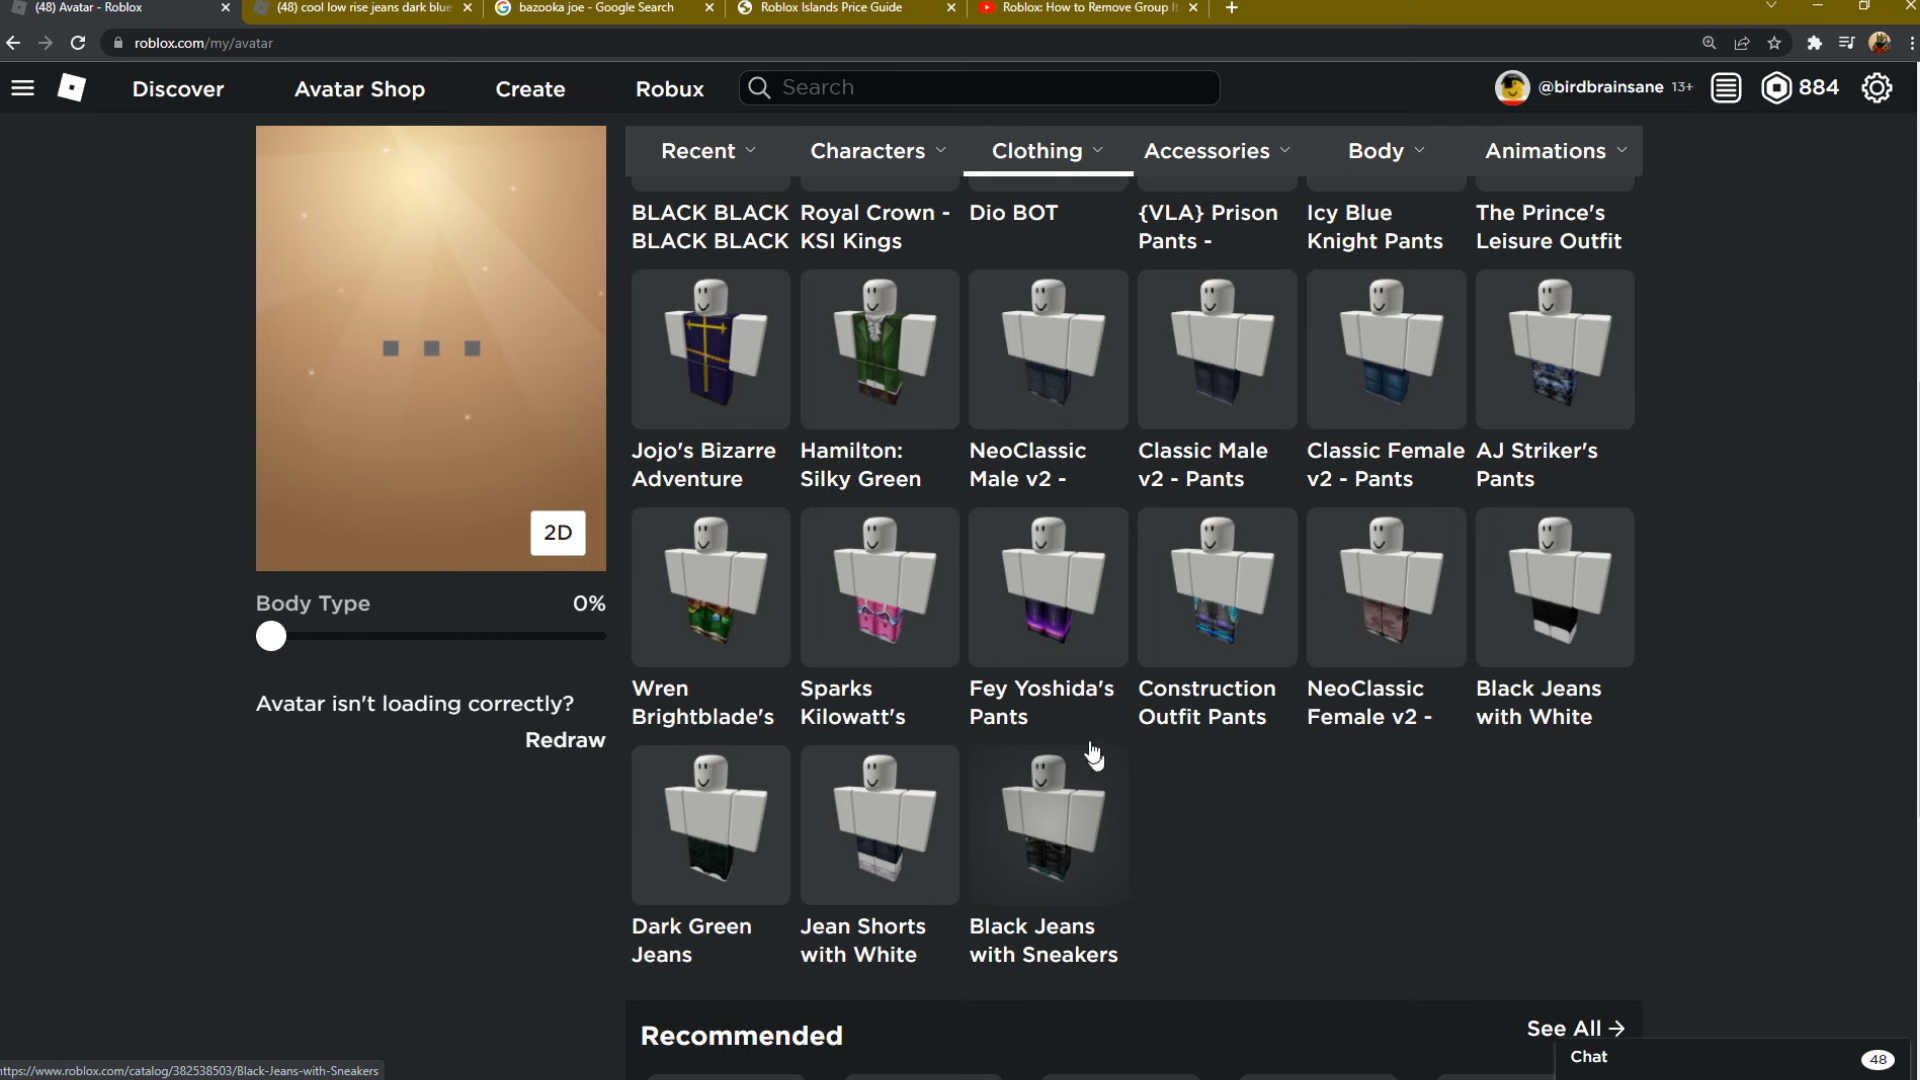 (48) Avatar - Roblox
(48) cool low rise jeans dark blue
bazooka joe - Google Search
Roblox Islands Price Guide
Roblox: How to Remove Group It
roblox.com/my/avatar
Discover
Avatar Shop
Create
Robux
Search
@birdbrainsane 13+
884
Recent
Characters
Clothing
Accessories
Body
Animations
BLACK BLACK
BLACK BLACK
Royal Crown -
KSI Kings
Dio BOT
{VLA} Prison
Pants -
Icy Blue
Knight Pants
The Prince's
Leisure Outfit
Jojo's Bizarre
Adventure
Hamilton:
Silky Green
NeoClassic
Male v2 -
Classic Male
v2 - Pants
Classic Female
v2 - Pants
AJ Striker's
Pants
2D
Body Type
0%
Avatar isn't loading correctly?
Redraw
Wren
Brightblade's
Sparks
Kilowatt's
Fey Yoshida's
Pants
Construction
Outfit Pants
NeoClassic
Female v2 -
Black Jeans
with White
Dark Green
Jeans
Jean Shorts
with White
Black Jeans
with Sneakers
Recommended
See All
Chat
48
https://www.roblox.com/catalog/382538503/Black-Jeans-with-Sneakers